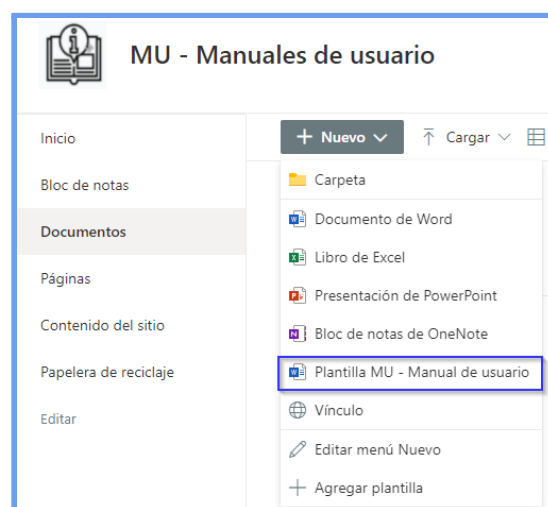 MU - Manuales de usuario
Inicio
Bloc de notas
Documentos
Páginas
Contenido del sitio
Papelera de reciclaje
Editar
Nuevo
Cargar
Carpeta
Documento de Word
Libro de Excel
Presentación de PowerPoint
Bloc de notas de OneNote
Plantilla MU - Manual de usuario
Vínculo
Editar menú Nuevo
Agregar plantilla